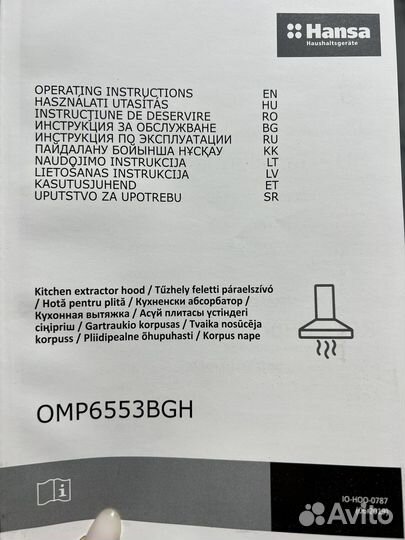 Hansa
Haushaltsgeräte
OPERATING INSTRUCTIONS EN
HASZNÁLATI UTASÍTÁS HU
INSTRUCŢIUNE DE DESERVIRE RO
ИНСТРУКЦИЯ ЗА ОБСЛУЖВАНЕ BG
ИНСТРУКЦИЯ ПО ЭКСПЛУАТАЦИИ RU
ПАЙДАЛАНУ БОЙЫНША НҰСҚАУ KK
NAUDOJIMO INSTRUKCIJA LT
LIETOŠANAS INSTRUKCIJA LV
KASUTUSJUHEND ET
UPUTSTVO ZA UPOTREBU SR
Kitchen extractor hood / Tűzhely feletti páraelszívó
/ Hotă pentru plită / Кухненски абсорбатор /
Кухонная вытяжка / Асүй плитасы үстіндегі
сіңіргіш / Gartraukio korpusas / Tvaika nosūcēja
korpuss / Pliidipealne õhupuhasti / Korpus nape
OMP6553BGH
i
IO-HOO-0787
Avito